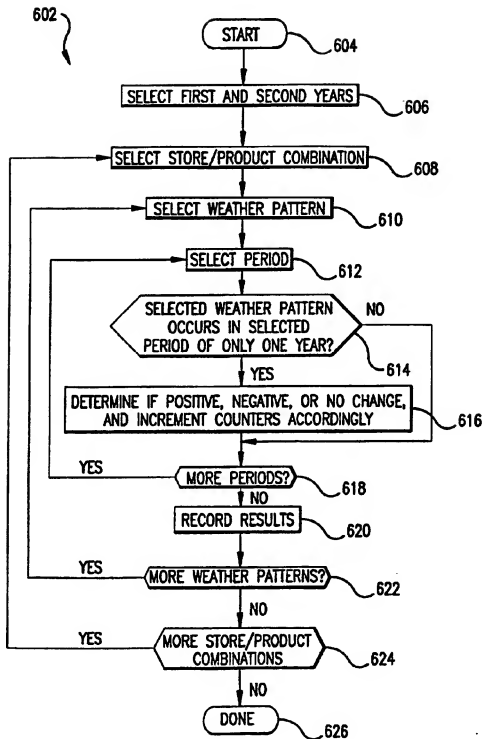 602
START
604
SELECT FIRST AND SECOND YEARS
606
SELECT STORE/PRODUCT COMBINATION
608
SELECT WEATHER PATTERN
610
SELECT PERIOD
612
SELECTED WEATHER PATTERN
OCCURS IN SELECTED
PERIOD OF ONLY ONE YEAR?
NO
614
YES
DETERMINE IF POSITIVE, NEGATIVE, OR NO CHANGE,
AND INCREMENT COUNTERS ACCORDINGLY
616
YES
MORE PERIODS?
618
NO
RECORD RESULTS
620
YES
MORE WEATHER PATTERNS?
622
NO
YES
MORE STORE/PRODUCT
COMBINATIONS
624
NO
DONE
626